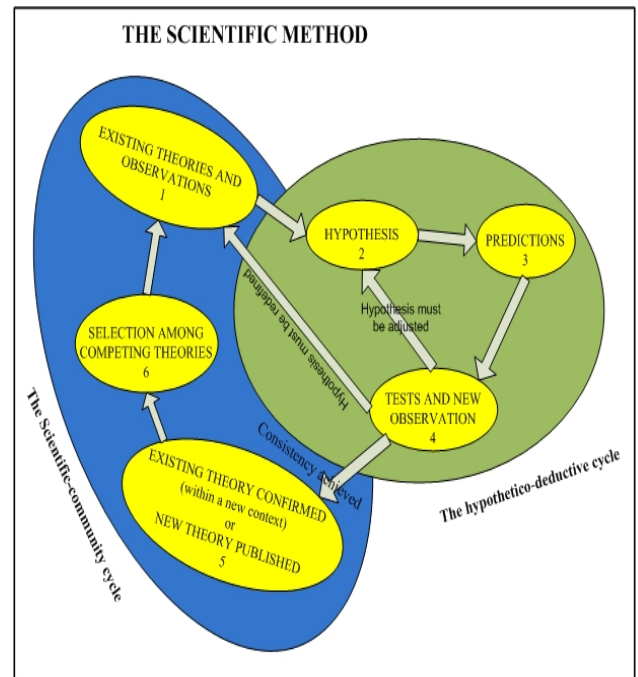 THE SCIENTIFIC METHOD
EXISTING THEORIES AND
OBSERVATIONS
1
HYPOTHESIS
2
PREDICTIONS
3
Hypothesis must be redefined
Hypothesis must
be adjusted
SELECTION AMONG
COMPETING THEORIES
6
TESTS AND NEW
OBSERVATION
4
Consistency achieved
EXISTING THEORY CONFIRMED
(within a new context)
or
NEW THEORY PUBLISHED
5
The Scientific-community cycle
The hypothetico-deductive cycle